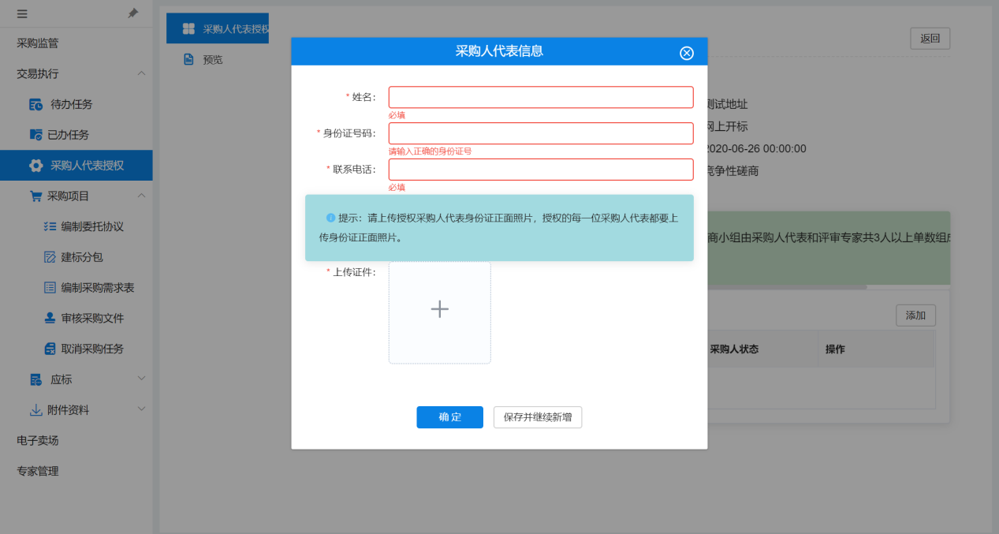 采购监管
交易执行
待办任务
已办任务
采购人代表授权
采购项目
编制委托协议
建标分包
编制采购需求表
审核采购文件
取消采购任务
应标
附件资料
电子卖场
专家管理
采购人代表授权
预览
返回
测试地址
网上开标
2020-06-26 00:00:00
竞争性磋商
商小组由采购人代表和评审专家共3人以上单数组成
添加
采购人状态 操作
采购人代表信息
* 姓名：
必填
* 身份证号码：
请输入正确的身份证号
* 联系电话：
必填
提示：请上传授权采购人代表身份证正面照片，授权的每一位采购人代表都要上
传身份证正面照片。
* 上传证件：
确 定 保存并继续新增